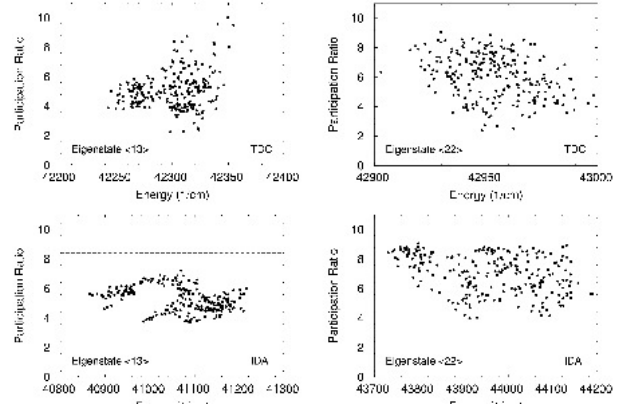 10
8
6
4
2
0
Participation Ratio
Eigenstate <13>
TDC
42200 42250 42300 42350 42400
Energy (1/cm)
10
8
6
4
2
0
Participation Ratio
Eigenstate <22>
TDC
42900 42950 43000
Energy (1/cm)
10
8
6
4
2
0
Participation Ratio
Eigenstate <13>
IDA
40800 40900 41000 41100 41200 41300
10
8
6
4
2
0
Participation Ratio
Eigenstate <22>
IDA
43700 43800 43900 44000 44100 44200